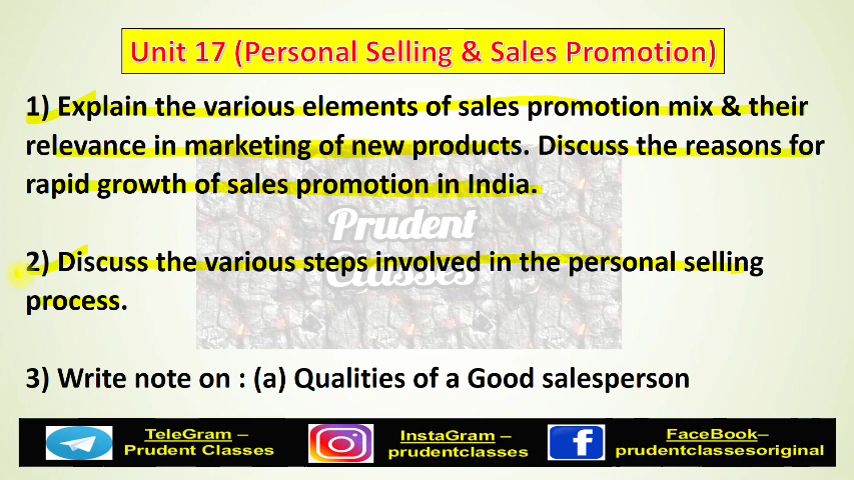 Unit 17 (Personal Selling & Sales Promotion)
1) Explain the various elements of sales promotion mix & their
relevance in marketing of new products. Discuss the reasons for
rapid growth of sales promotion in India.
Prudent
Classes
2) Discuss the various steps involved in the personal selling
process.
3) Write note on : (a) Qualities of a Good salesperson
TeleGram –
Prudent Classes
InstaGram –
prudentclasses
FaceBook–
prudentclassesoriginal